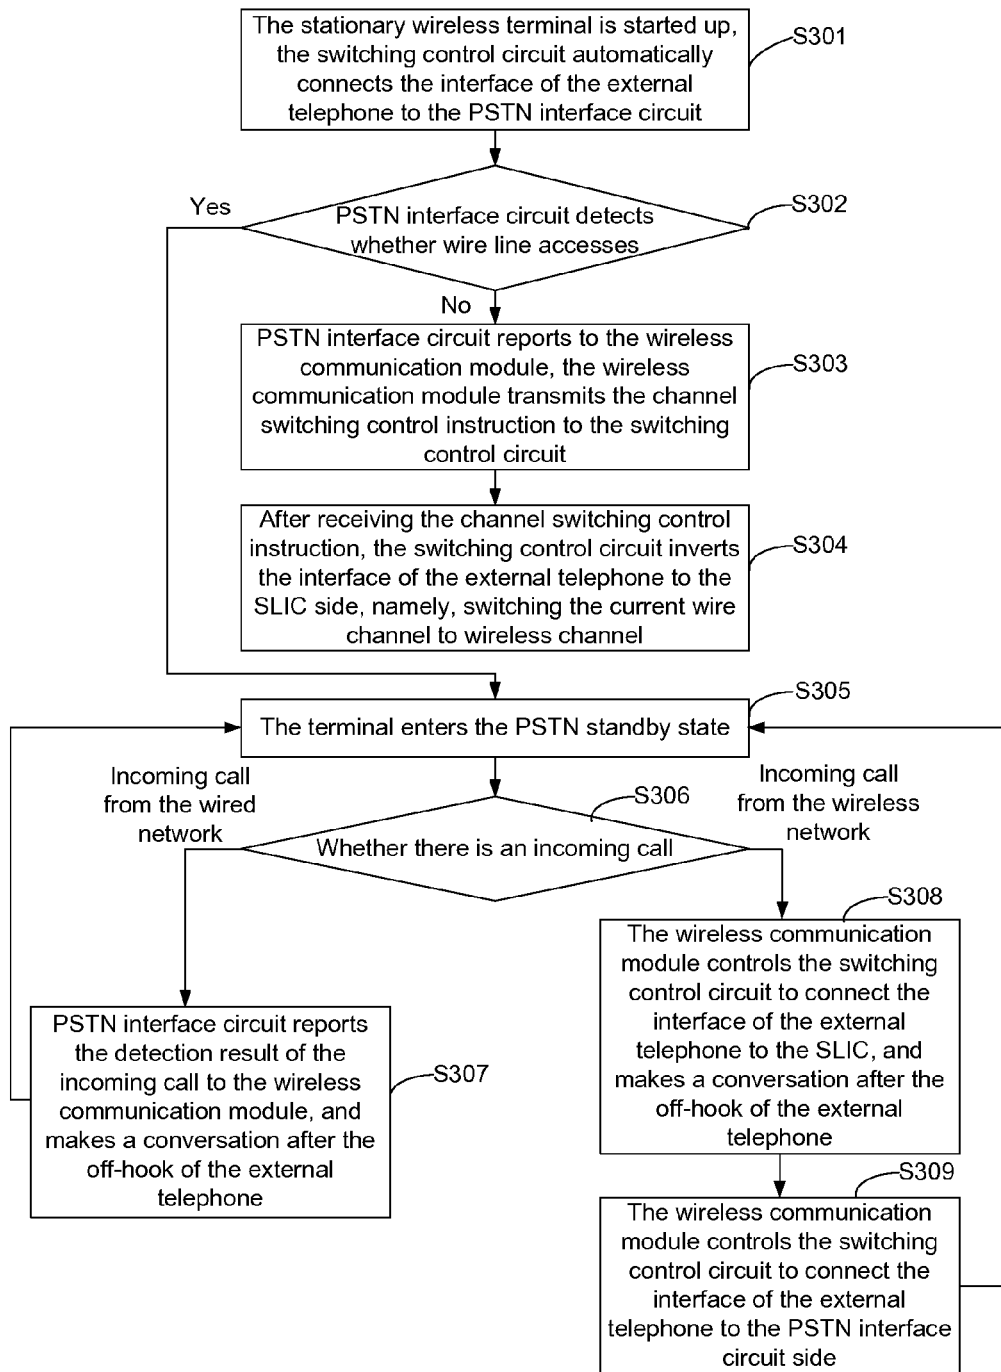 The stationary wireless terminal is started up,
the switching control circuit automatically
connects the interface of the external
telephone to the PSTN interface circuit
S301
Yes
PSTN interface circuit detects
whether wire line accesses
S302
No
PSTN interface circuit reports to the wireless
communication module, the wireless
communication module transmits the channel
switching control instruction to the switching
control circuit
S303
After receiving the channel switching control
instruction, the switching control circuit inverts
the interface of the external telephone to the
SLIC side, namely, switching the current wire
channel to wireless channel
S304
The terminal enters the PSTN standby state
S305
Incoming call
from the wired
network
S306
Incoming call
from the wireless
network
Whether there is an incoming call
PSTN interface circuit reports
the detection result of the
incoming call to the wireless
communication module, and
makes a conversation after the
off-hook of the external
telephone
S307
S308
The wireless communication
module controls the switching
control circuit to connect the
interface of the external
telephone to the SLIC, and
makes a conversation after the
off-hook of the external
telephone
S309
The wireless communication
module controls the switching
control circuit to connect the
interface of the external
telephone to the PSTN interface
circuit side